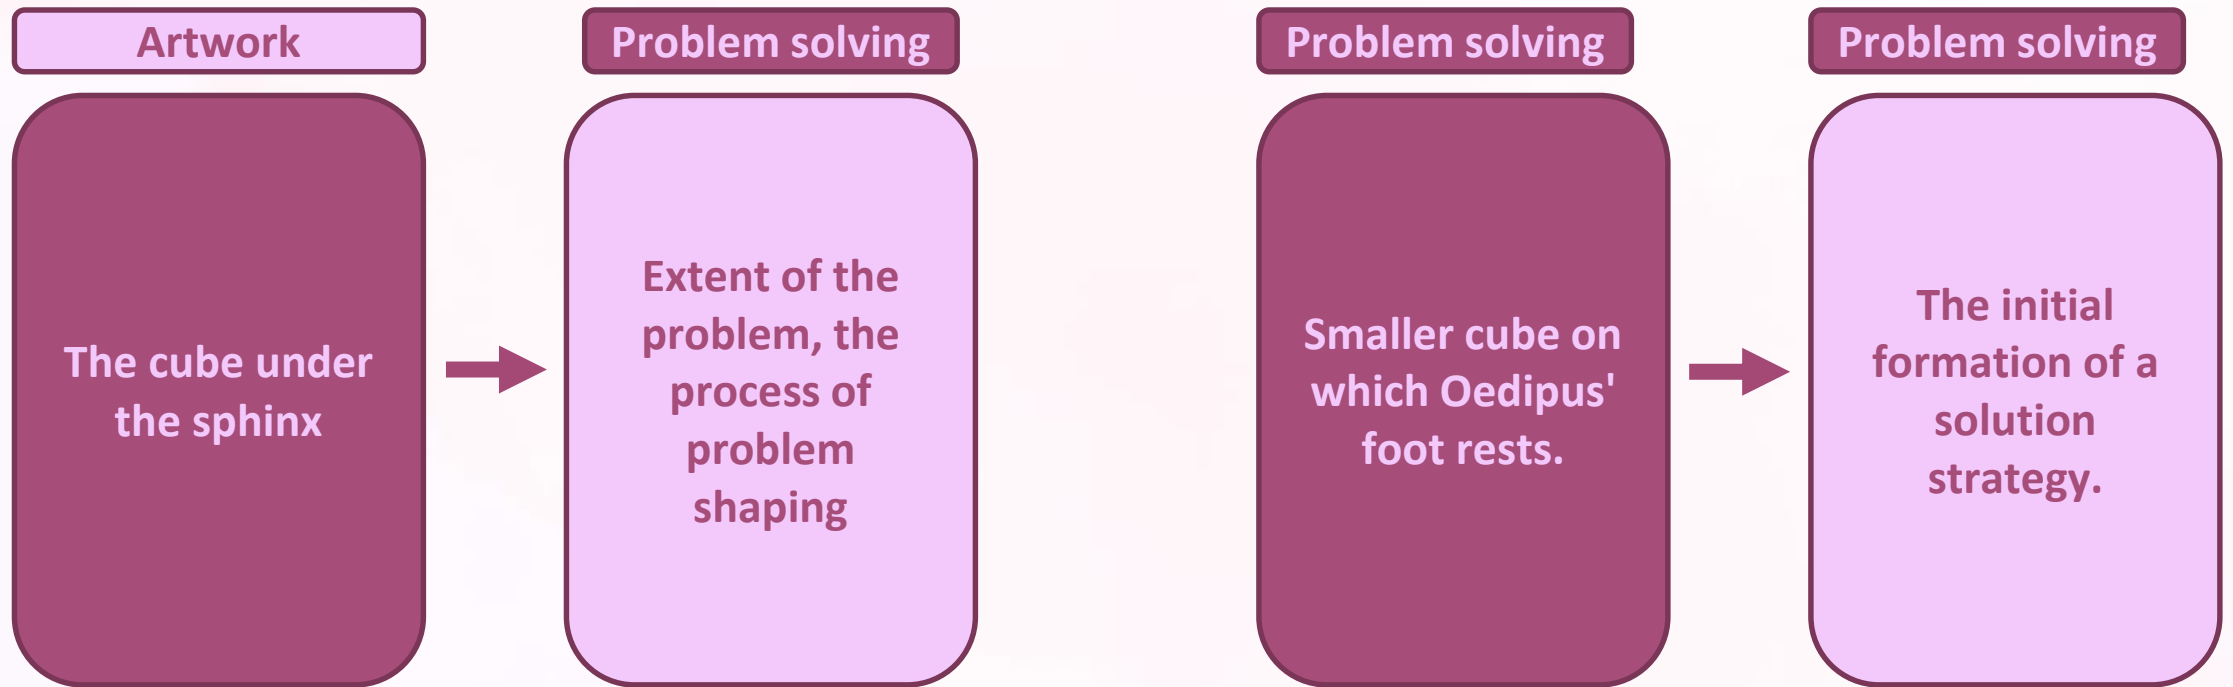 Artwork
Problem solving
Problem solving
Problem solving
The cube under
the sphinx
Extent of the
problem, the
process of
problem
shaping
Smaller cube on
which Oedipus'
foot rests.
The initial
formation of a
solution
strategy.